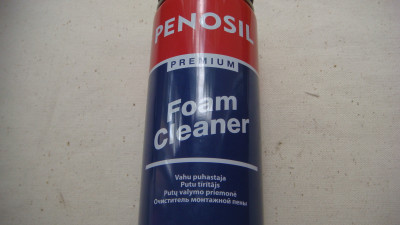 PENOSIL
PREMIUM
Foam
Cleaner
Vahu puhastaja
Putu tīrītājs
Putų valymo priemonė
Очиститель монтажной пены